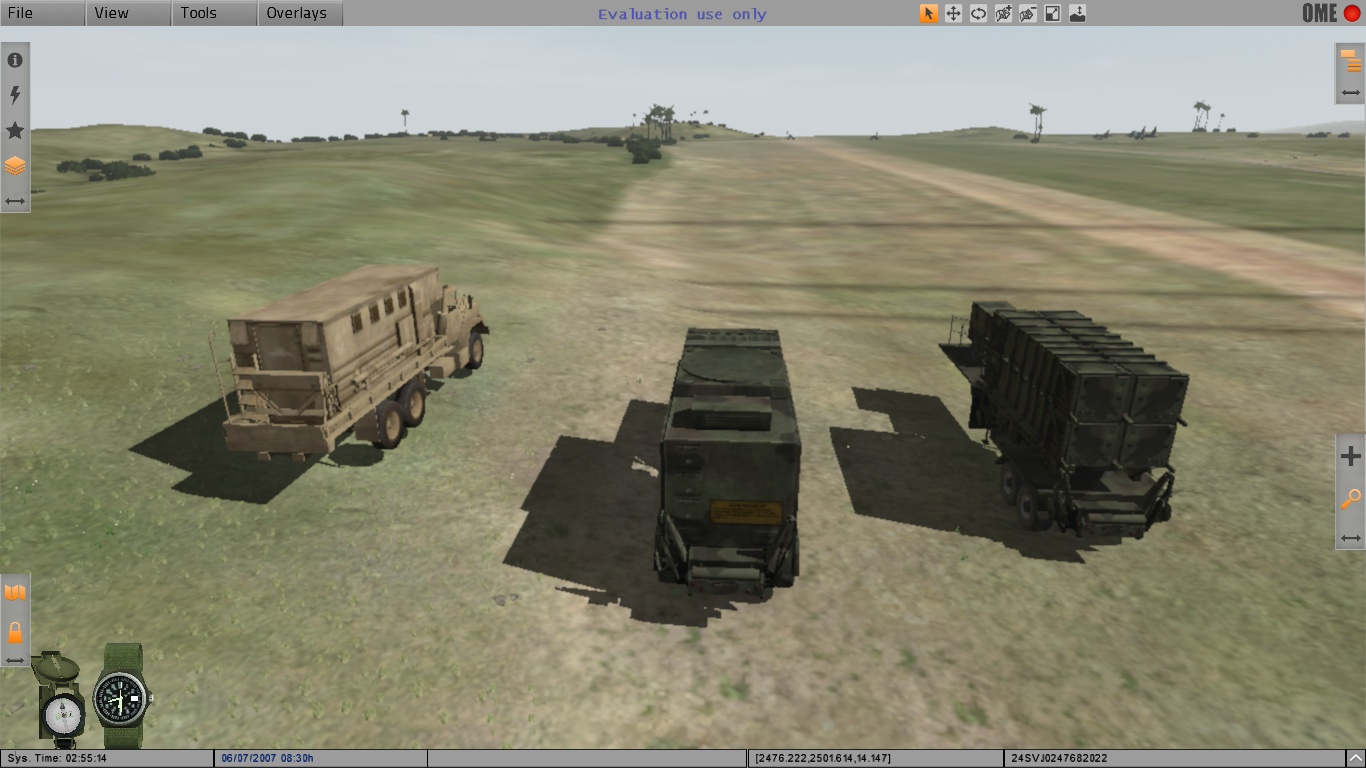 File View Tools Overlays Evaluation use only OME
Sys. Time: 02:55:14 06/07/2007 08:30h [2476.222,2501.614,14.147] 24SVJ0247682022